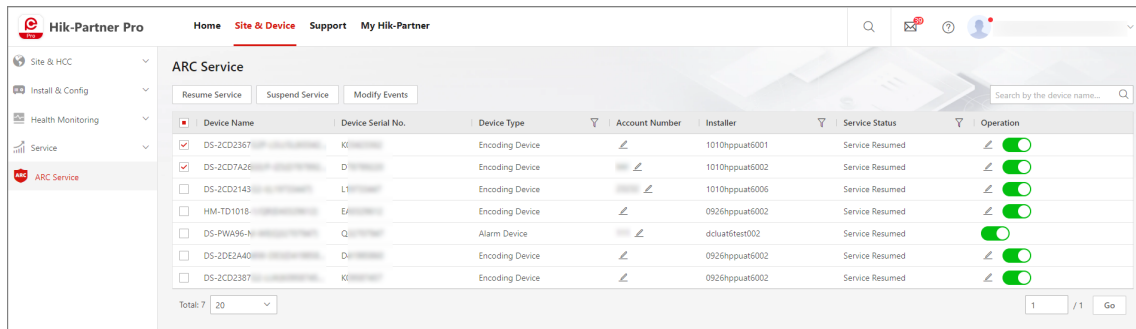 Hik-Partner Pro Home Site & Device Support My Hik-Partner 39
Pro
Site & HCC
Install & Config
Health Monitoring
Service
ARC ARC Service
ARC Service
Resume Service Suspend Service Modify Events Search by the device name...
Device Name Device Serial No. Device Type Account Number Installer Service Status Operation
DS-2CD2367 Encoding Device 1010hppuat6001 Service Resumed
DS-2CD7A26 D Encoding Device 1010hppuat6002 Service Resumed
DS-2CD2143 L1 Encoding Device 1010hppuat6006 Service Resumed
HM-TD1018- Encoding Device 0926hppuat6002 Service Resumed
DS-PWA96- Q Alarm Device dcluat6test002 Service Resumed
DS-2DE2A40 Encoding Device 0926hppuat6002 Service Resumed
DS-2CD2387 Encoding Device 0926hppuat6002 Service Resumed
Total: 7 20 1 / 1 Go